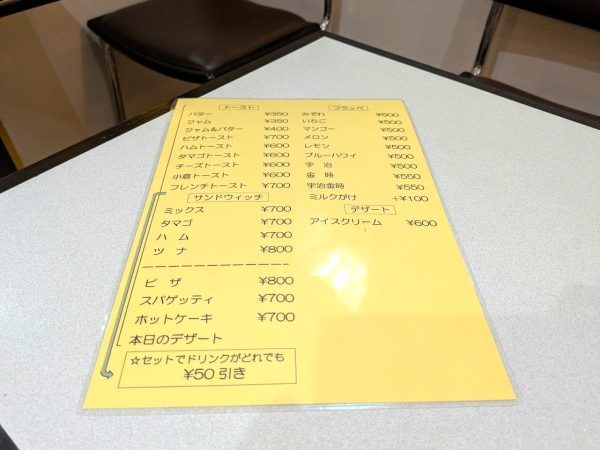 トースト
バター ¥350
ジャム ¥350
ジャム&バター ¥400
ピザトースト ¥700
ハムトースト ¥600
タマゴトースト ¥600
チーズトースト ¥600
小倉トースト ¥600
フレンチトースト ¥700
サンドウィッチ
ミックス ¥700
タマゴ ¥700
ハム ¥700
ツナ ¥800
ピザ ¥800
スパゲッティ ¥700
ホットケーキ ¥700
本日のデザート
☆セットでドリンクがどれでも
¥50引き
フラッペ
みぞれ ¥500
いちご ¥500
マンゴー ¥500
メロン ¥500
レモン ¥500
ブルーハワイ ¥500
宇治 ¥500
金時 ¥550
宇治金時 ¥550
ミルクがけ +¥100
デザート
アイスクリーム ¥600